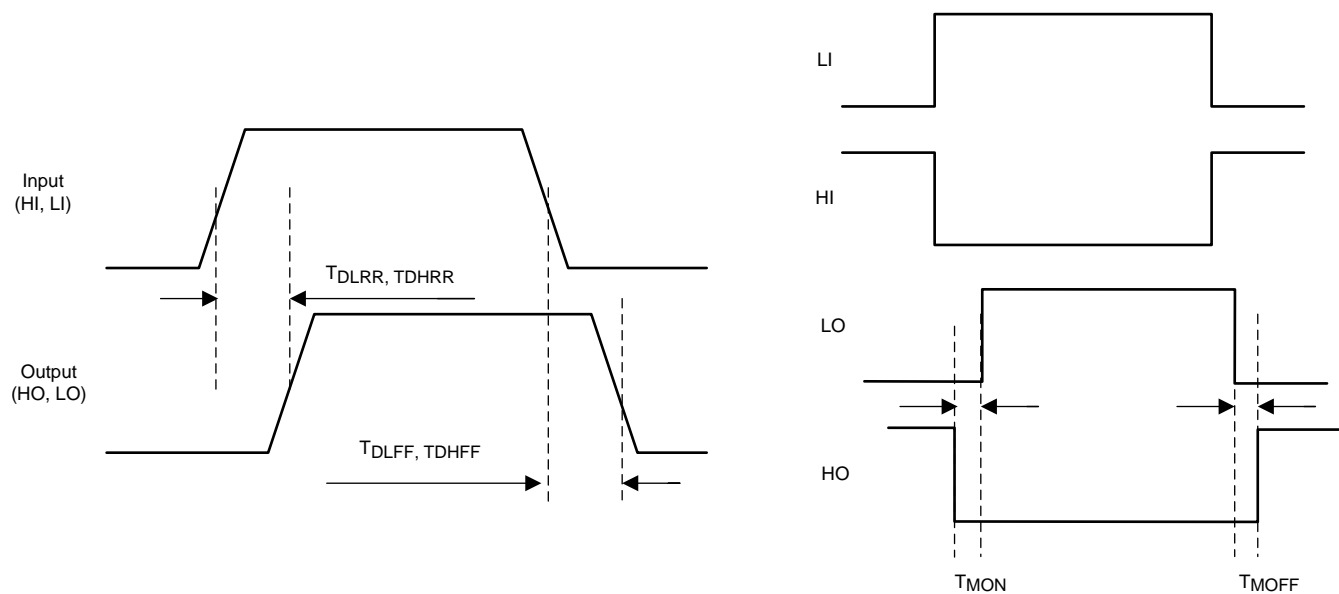 Input
(HI, LI)
TDLRR, TDHRR
Output
(HO, LO)
TDLFF, TDHFF
LI
HI
LO
HO
TMON
TMOFF